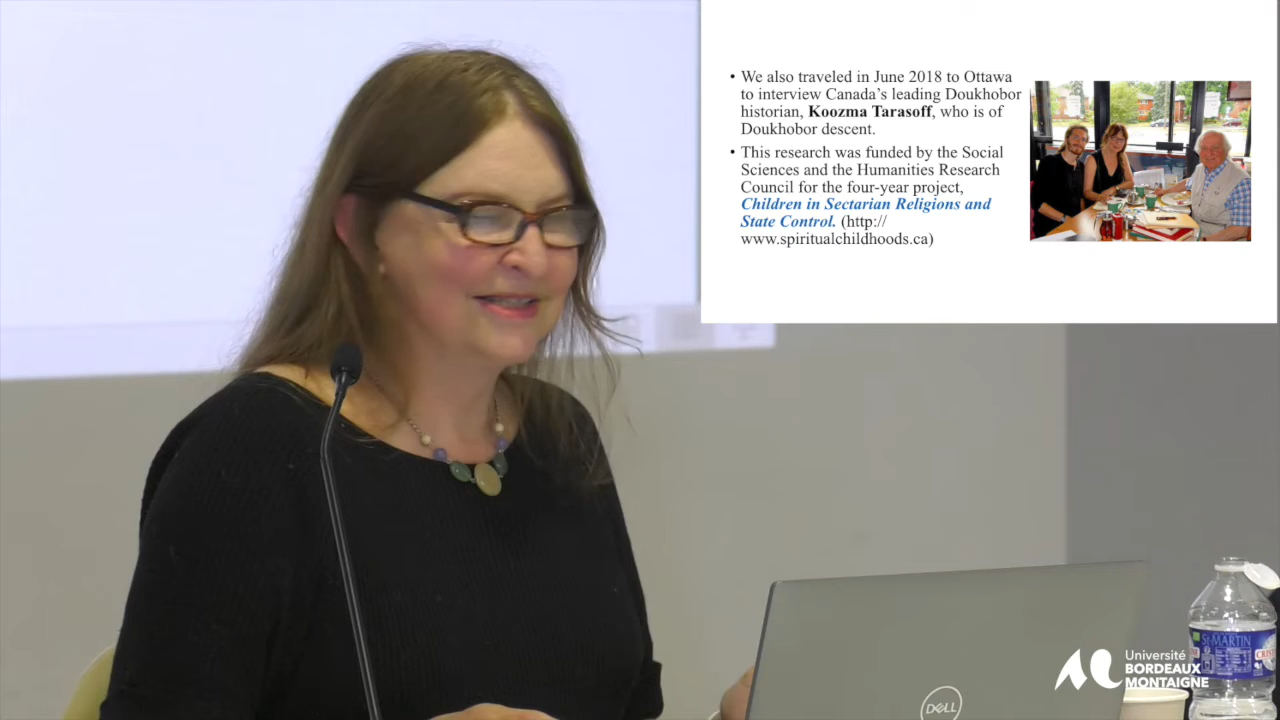 • We also traveled in June 2018 to Ottawa
to interview Canada's leading Doukhobor
historian, Koozma Tarasoff, who is of
Doukhobor descent.
• This research was funded by the Social
Sciences and the Humanities Research
Council for the four-year project,
Children in Sectarian Religions and
State Control. (http://
www.spiritualchildhoods.ca)
DELL
St MARTIN
Université
BORDEAUX
MONTAIGNE